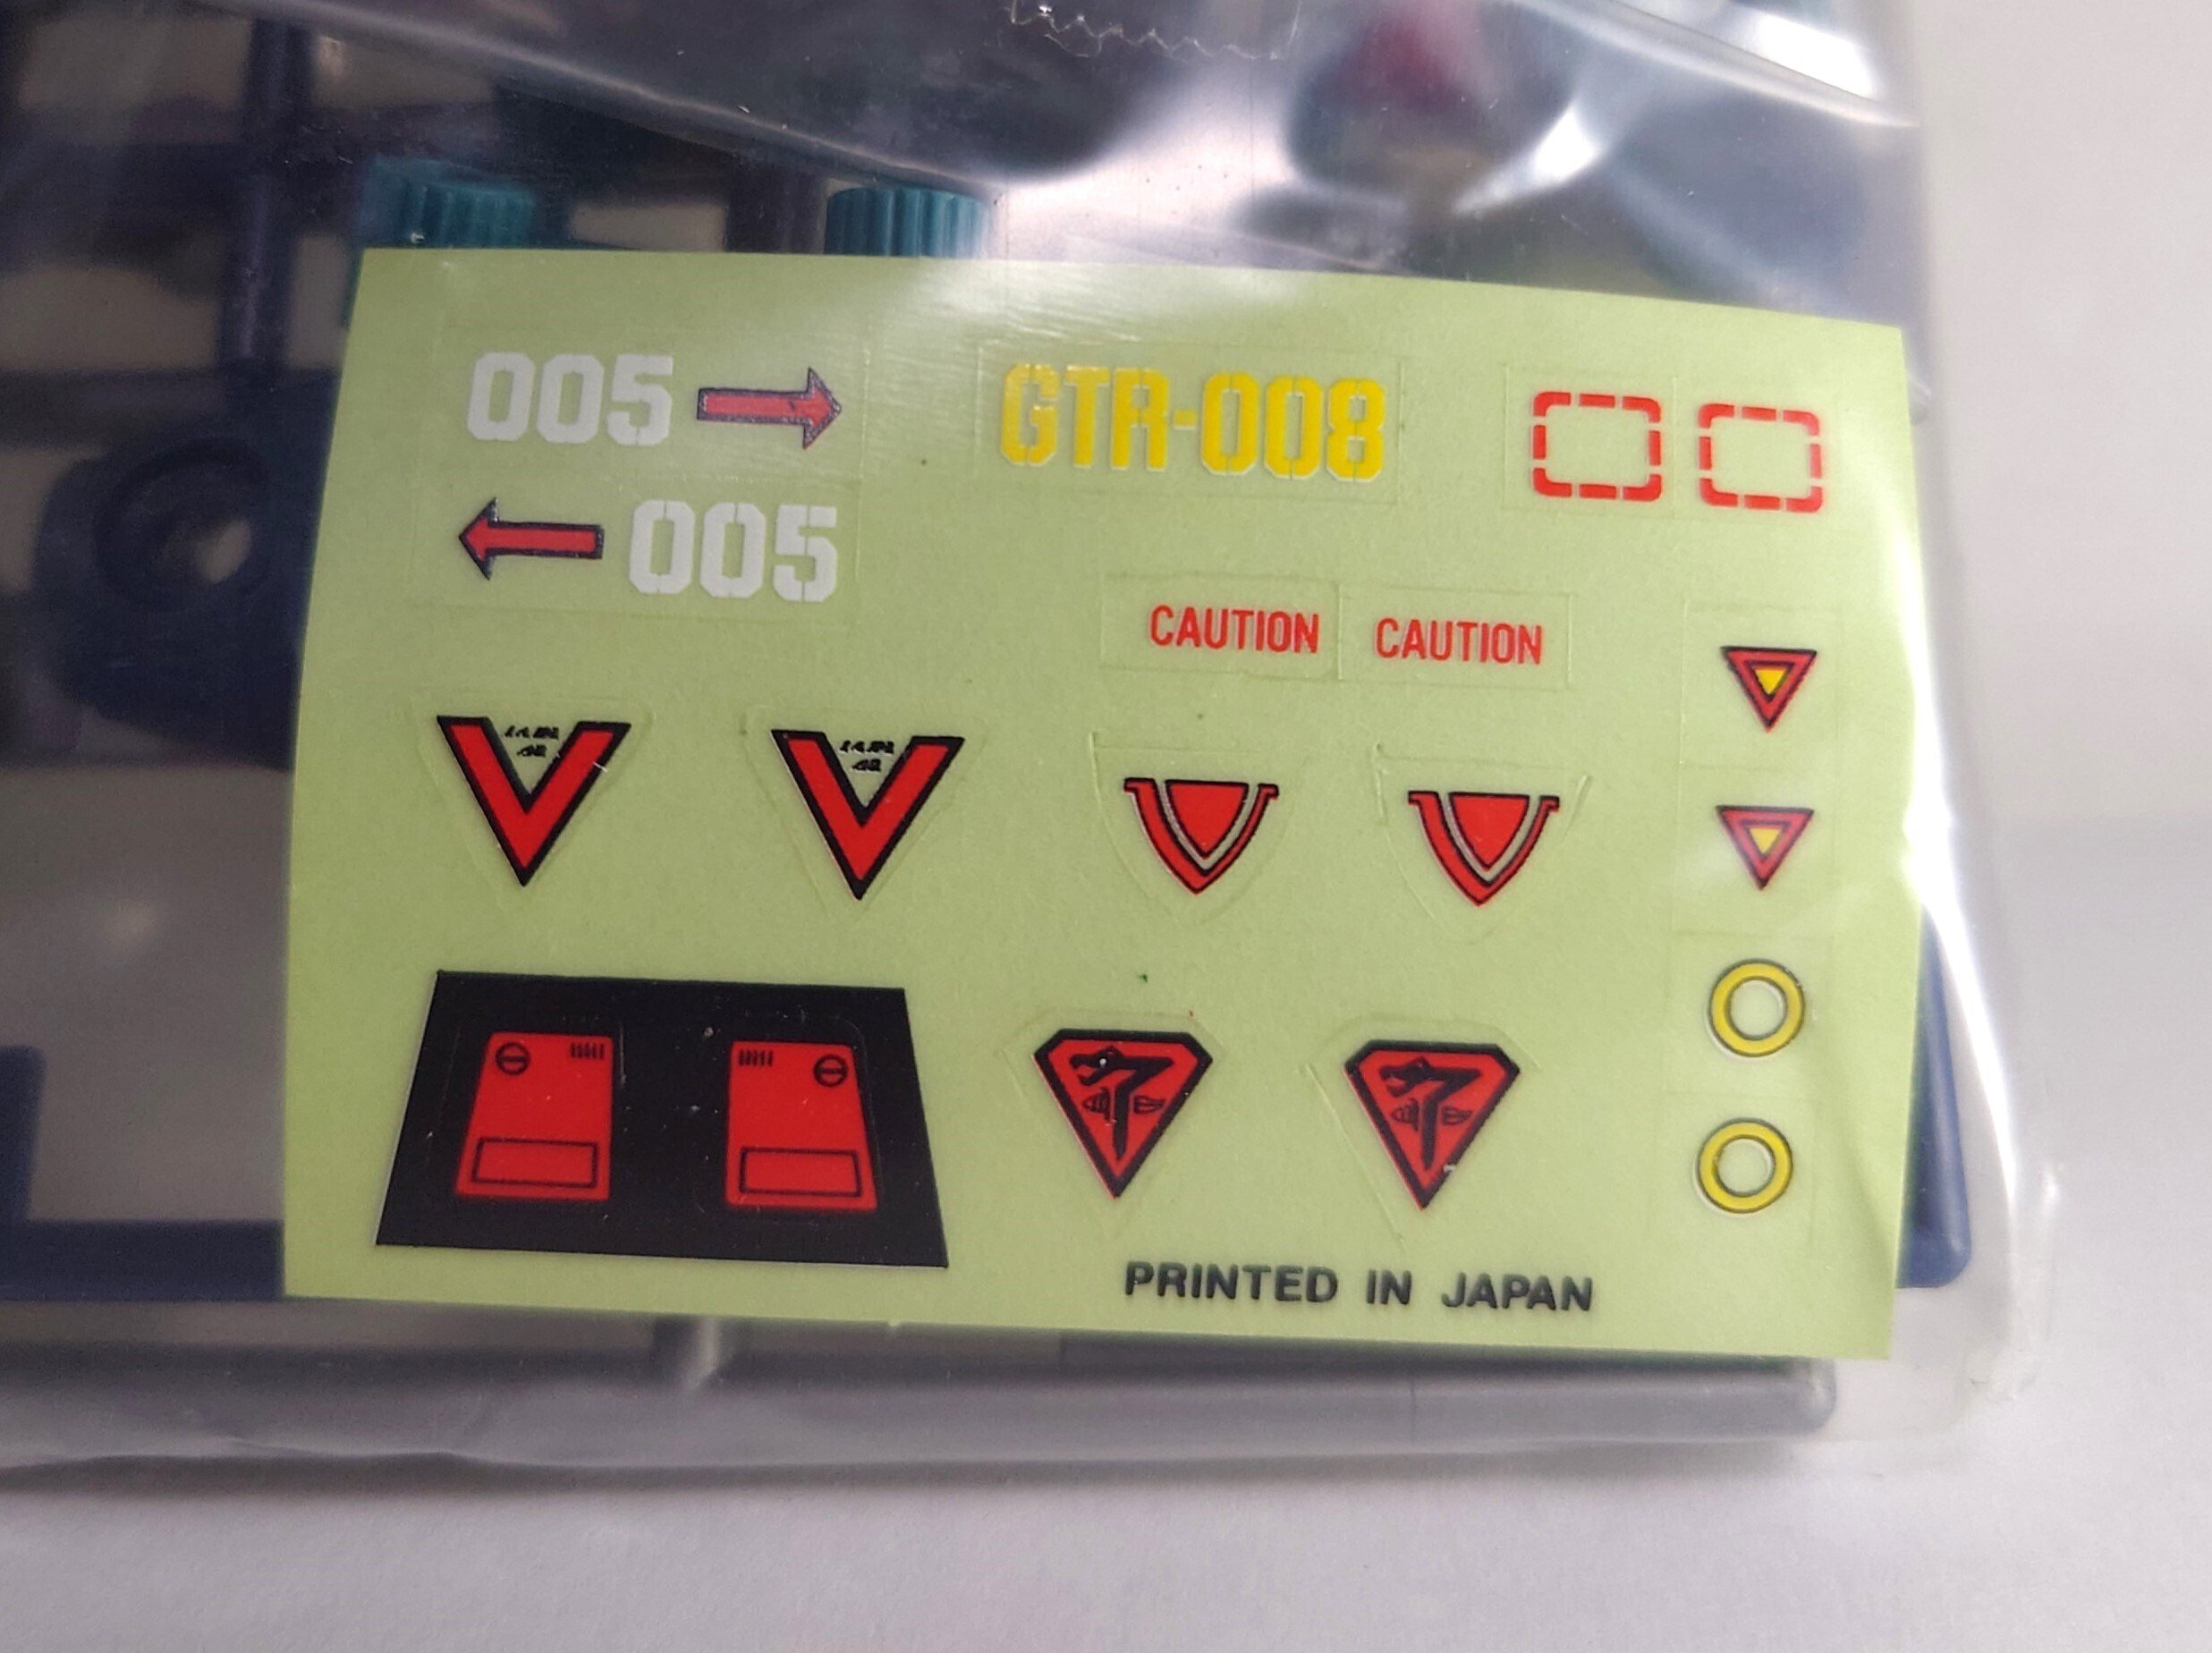 005
GTR-008
005
CAUTION CAUTION
PRINTED IN JAPAN